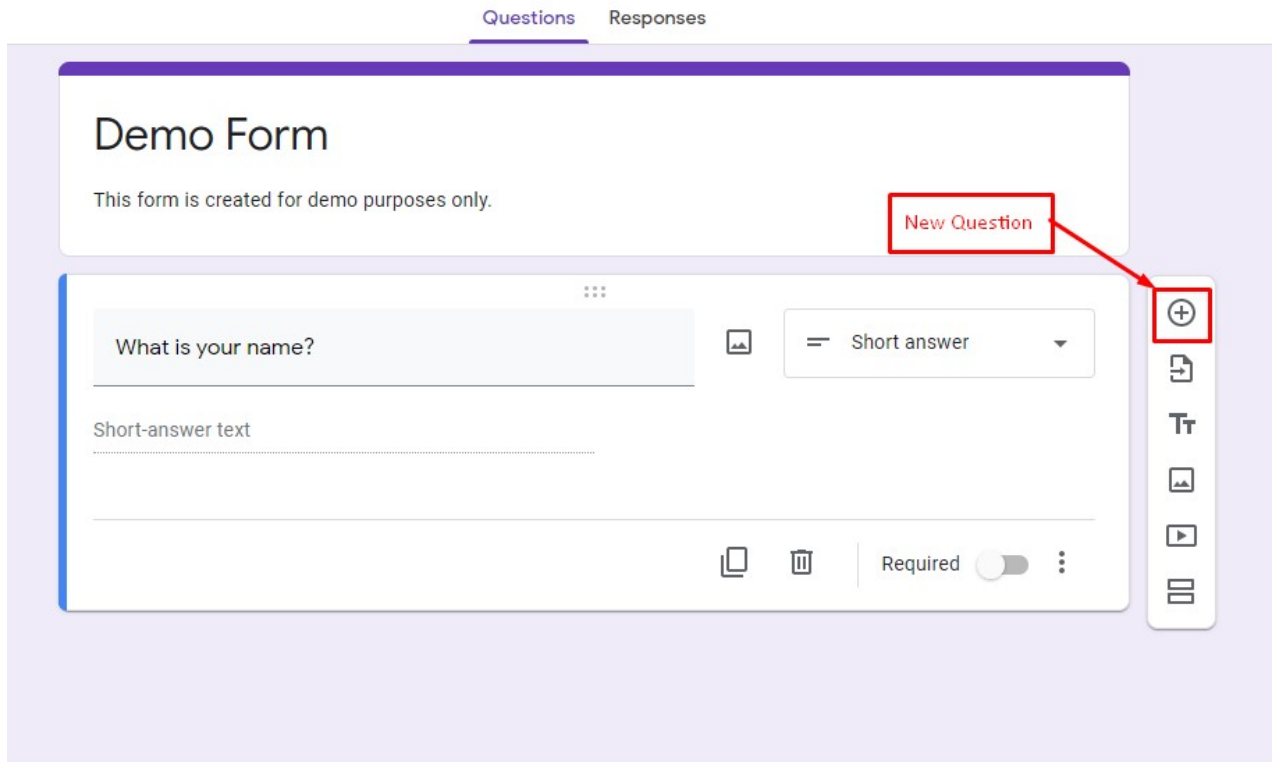 Questions Responses
Demo Form
This form is created for demo purposes only.
New Question
What is your name?
Short answer
Short-answer text
Required